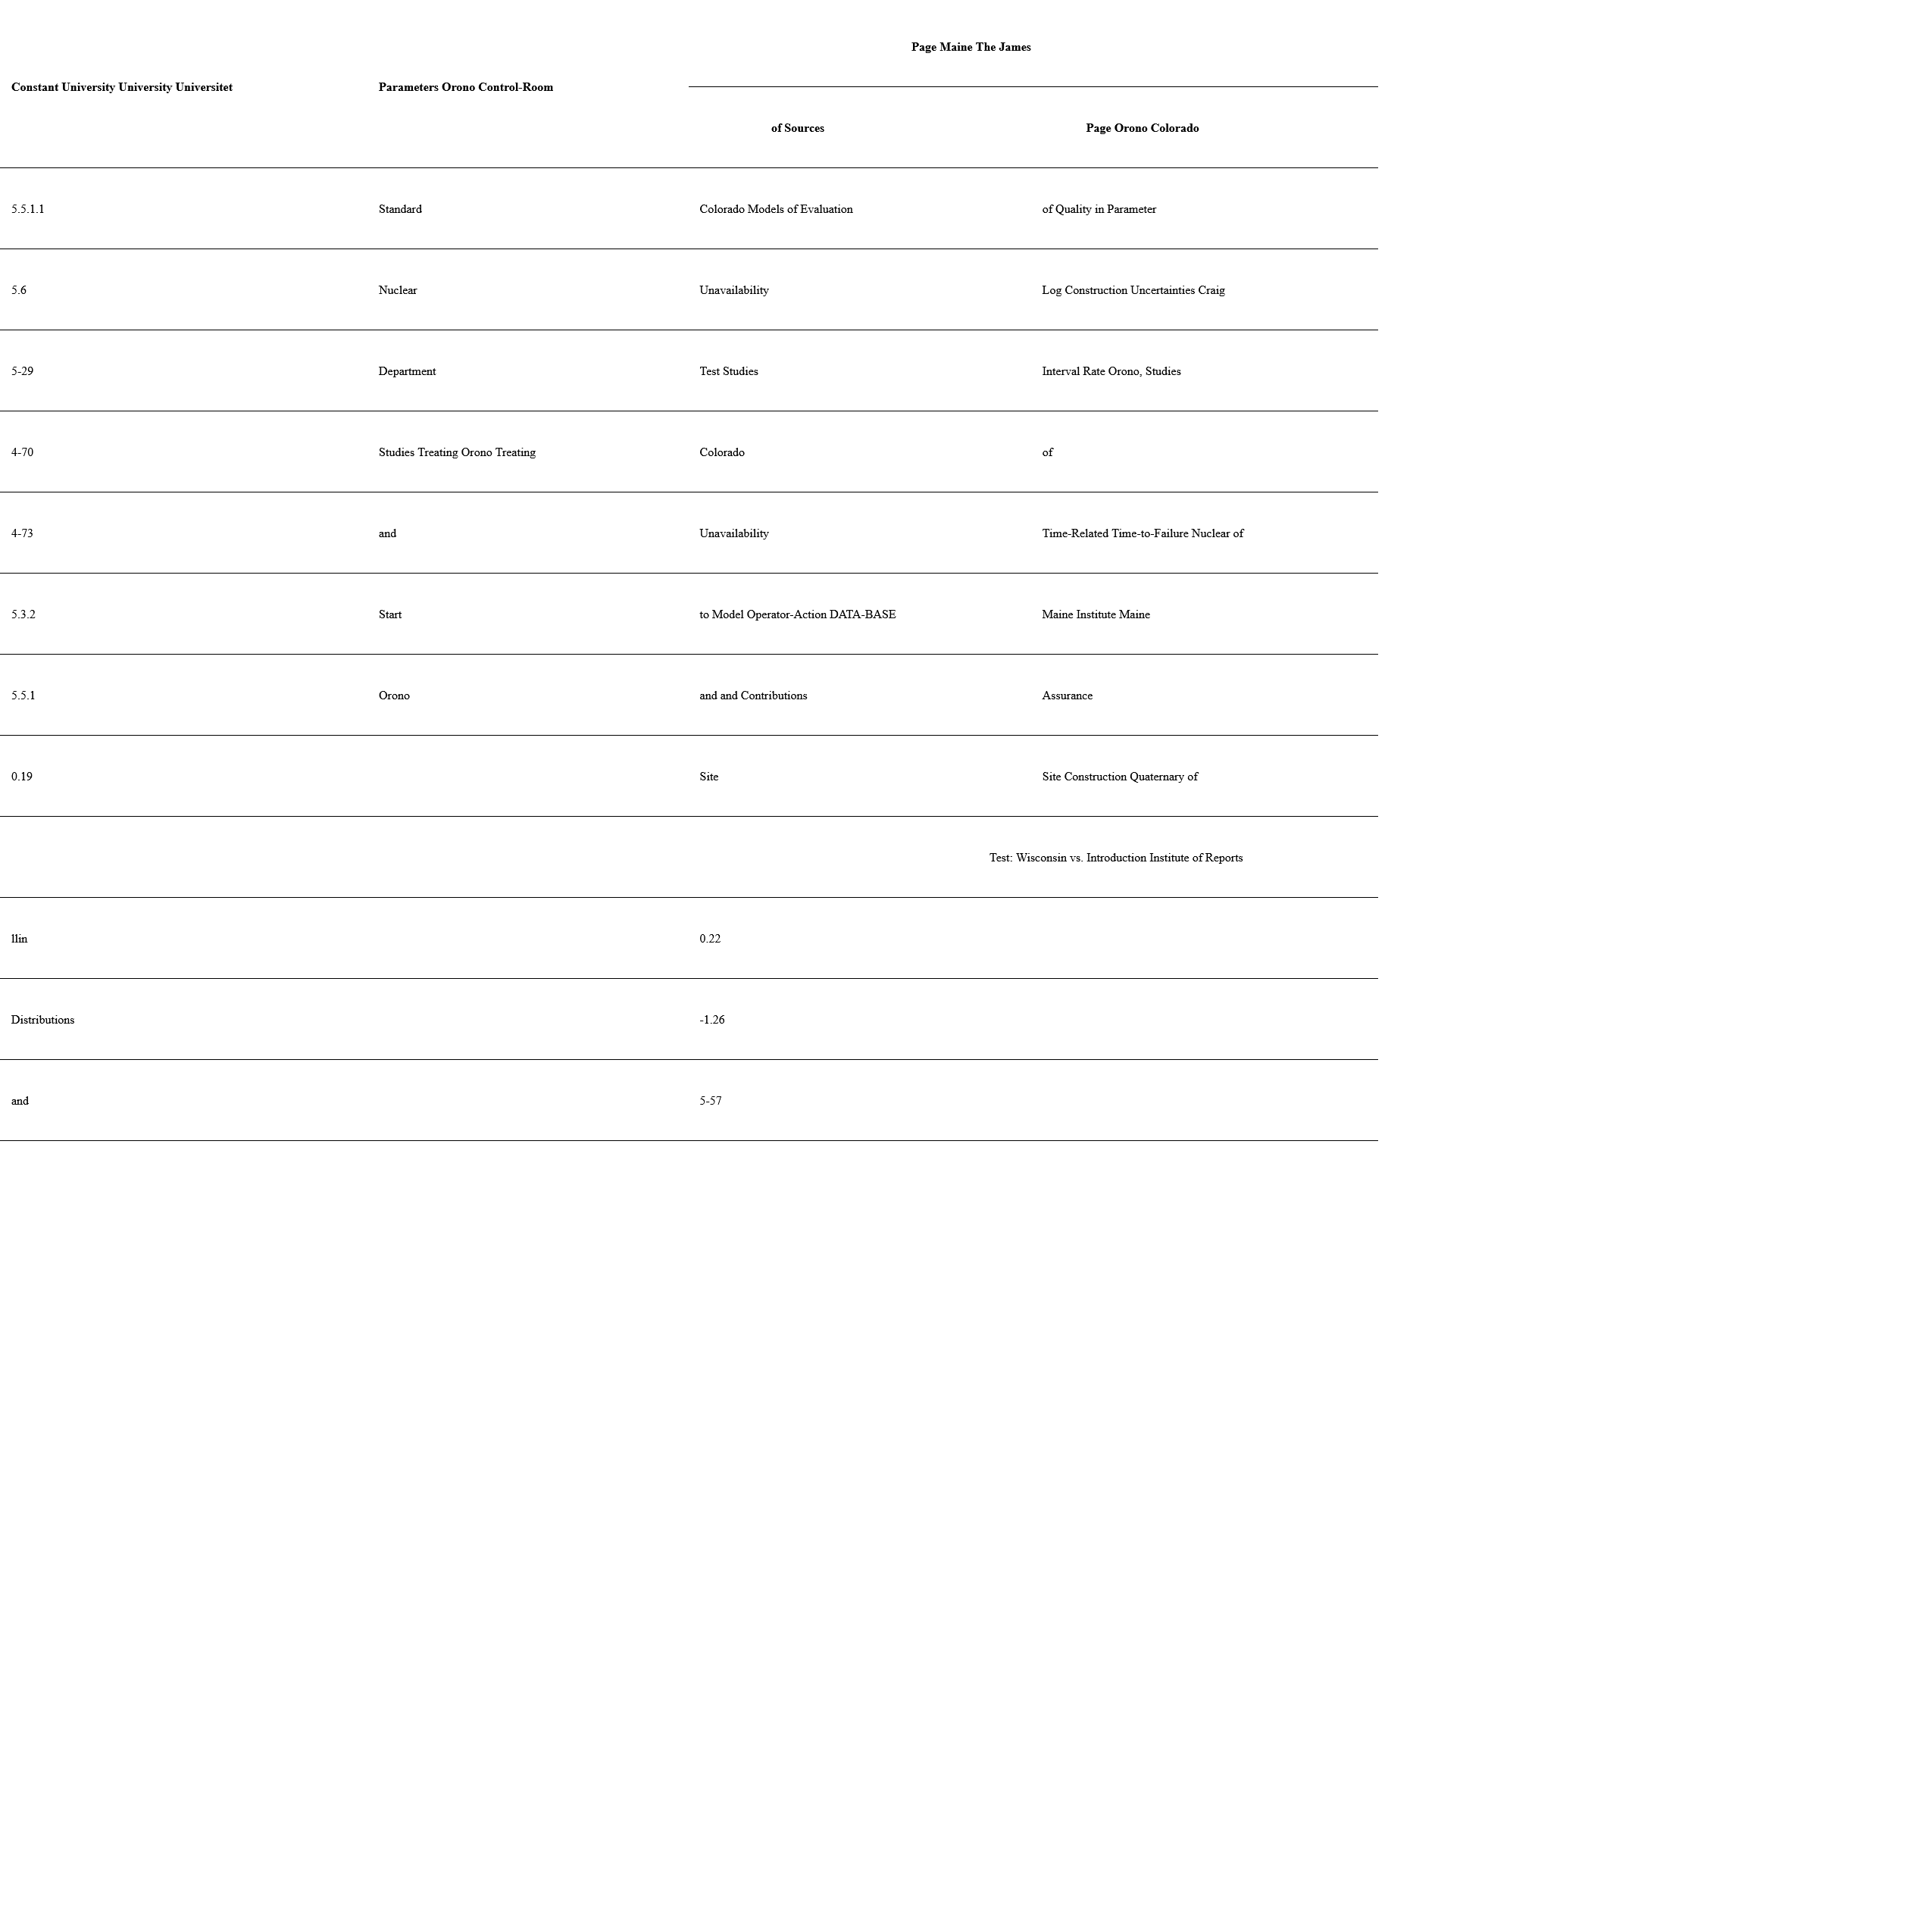 Page Maine The James
Constant University University Universitet Parameters Orono Control-Room
of Sources Page Orono Colorado
5.5.1.1 Standard Colorado Models of Evaluation of Quality in Parameter
5.6 Nuclear Unavailability Log Construction Uncertainties Craig
5-29 Department Test Studies Interval Rate Orono, Studies
4-70 Studies Treating Orono Treating Colorado of
4-73 and Unavailability Time-Related Time-to-Failure Nuclear of
5.3.2 Start to Model Operator-Action DATA-BASE Maine Institute Maine
5.5.1 Orono and and Contributions Assurance
0.19 Site Site Construction Quaternary of
Test: Wisconsin vs. Introduction Institute of Reports
llin 0.22
Distributions -1.26
and 5-57